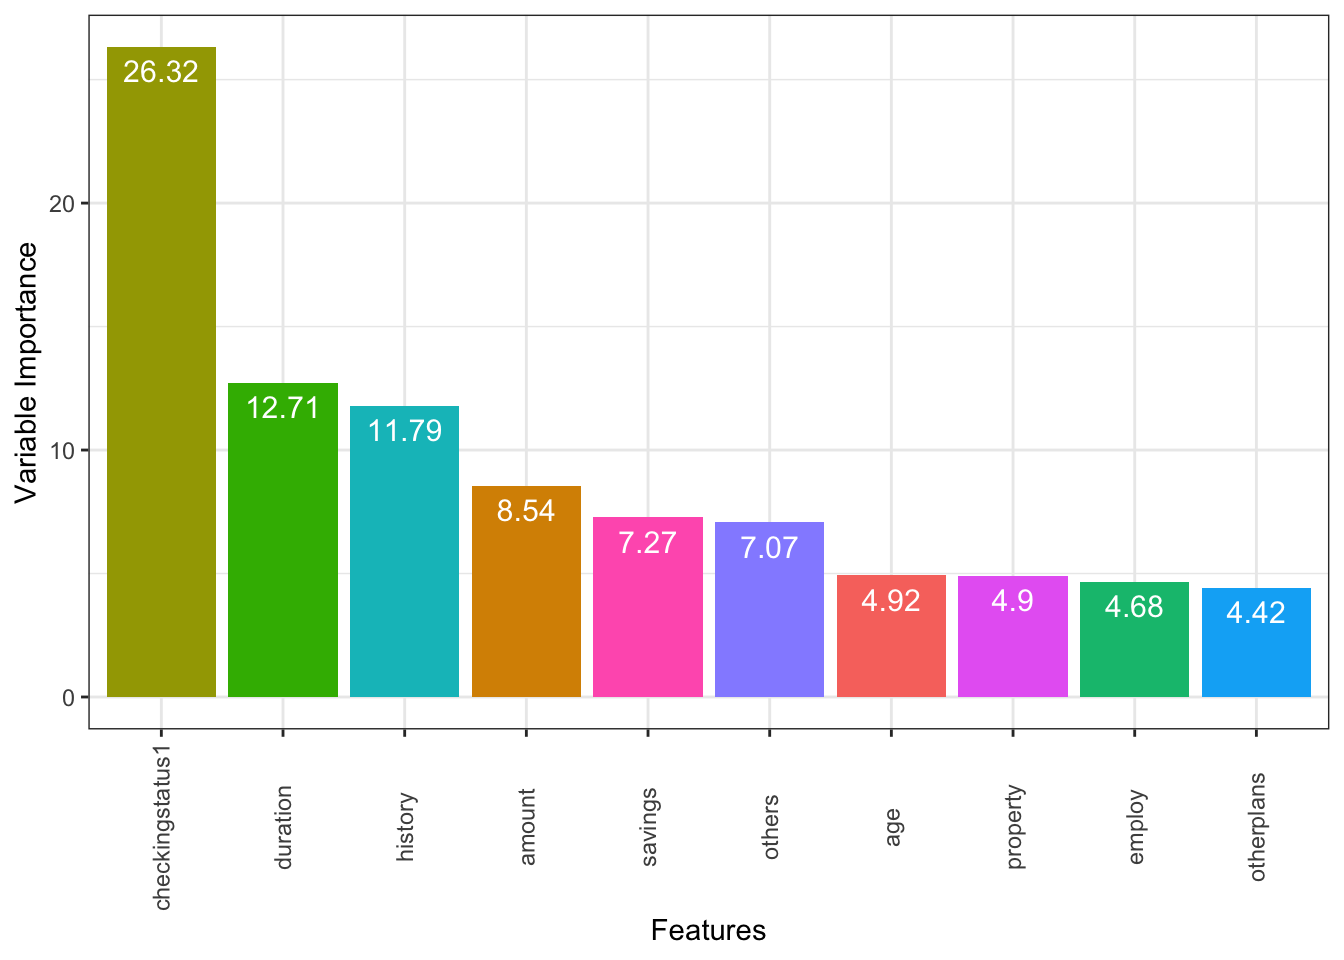 26.32
12.71
11.79
8.54
7.27
7.07
4.92
4.9
4.68
4.42
20
10
0
Variable Importance
checkingstatus1
duration
history
amount
savings
others
age
property
employ
otherplans
Features